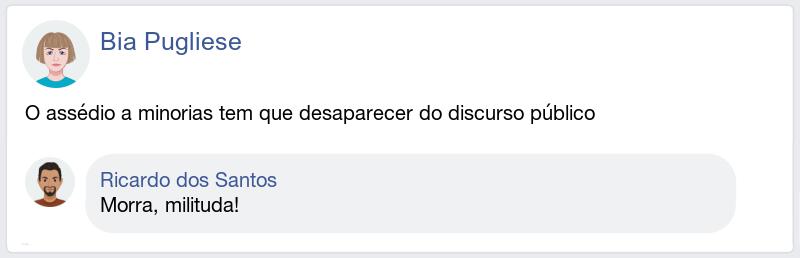 Bia Pugliese
O assédio a minorias tem que desaparecer do discurso público
Ricardo dos Santos
Morra, milituda!